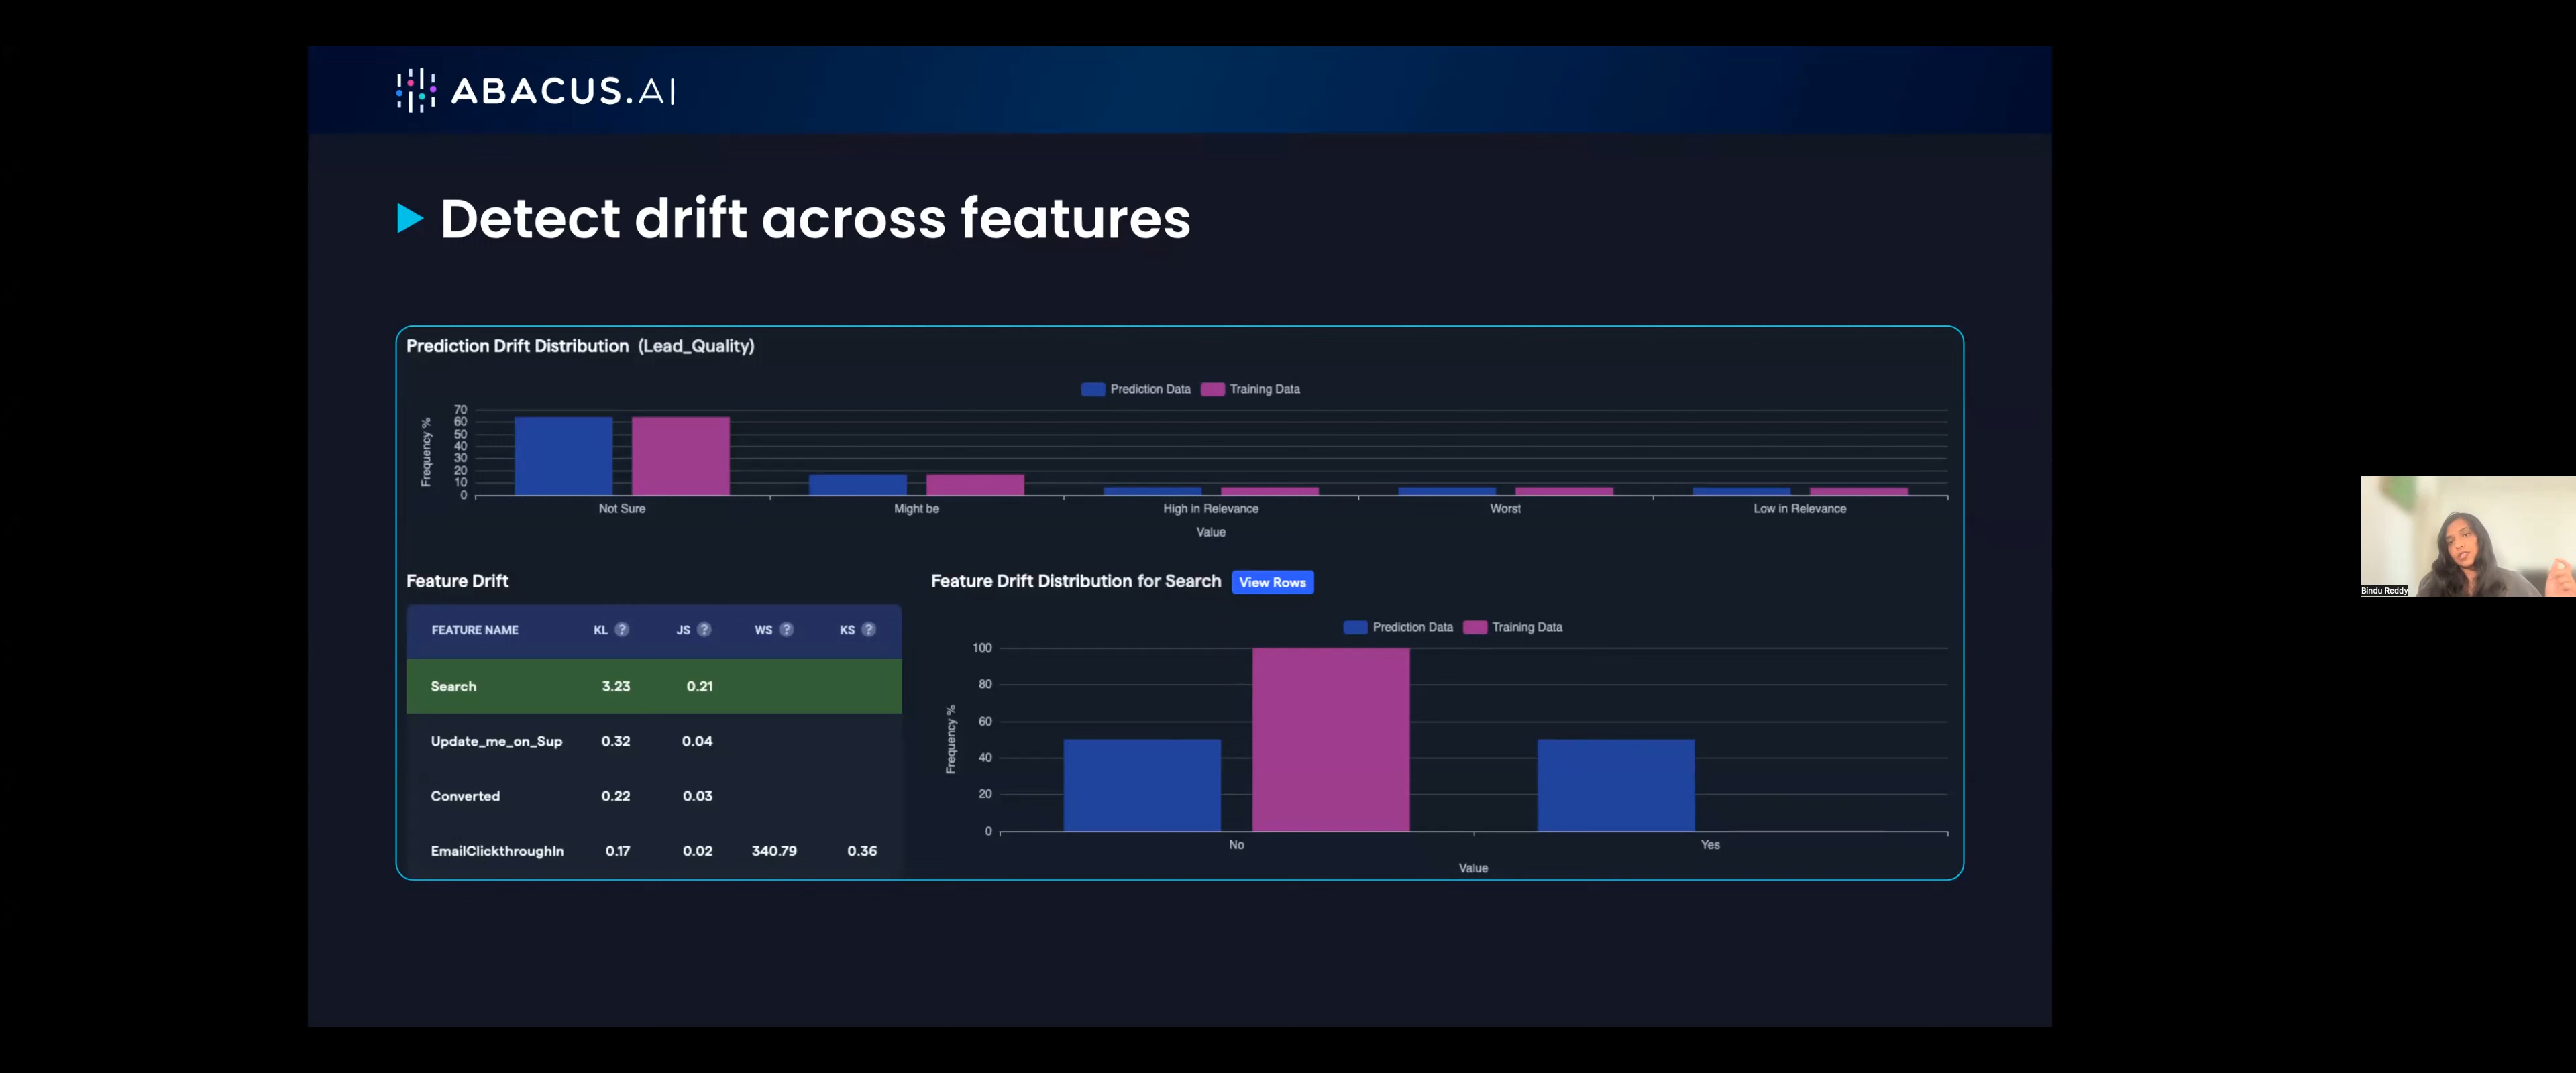 ABACUS.AI
Detect drift across features
Prediction Drift Distribution (Lead_Quality)
Prediction Data Training Data
Frequency %
70
60
50
40
30
20
10
0
Not Sure Might be High in Relevance Worst Low in Relevance
Value
Feature Drift
FEATURE NAME KL ? JS ? WS ? KS ?
Search 3.23 0.21
Update_me_on_Sup 0.32 0.04
Converted 0.22 0.03
EmailClickthroughIn 0.17 0.02 340.79 0.36
Feature Drift Distribution for Search View Rows
Prediction Data Training Data
Frequency %
100
80
60
40
20
0
No Yes
Value
Bindu Reddy